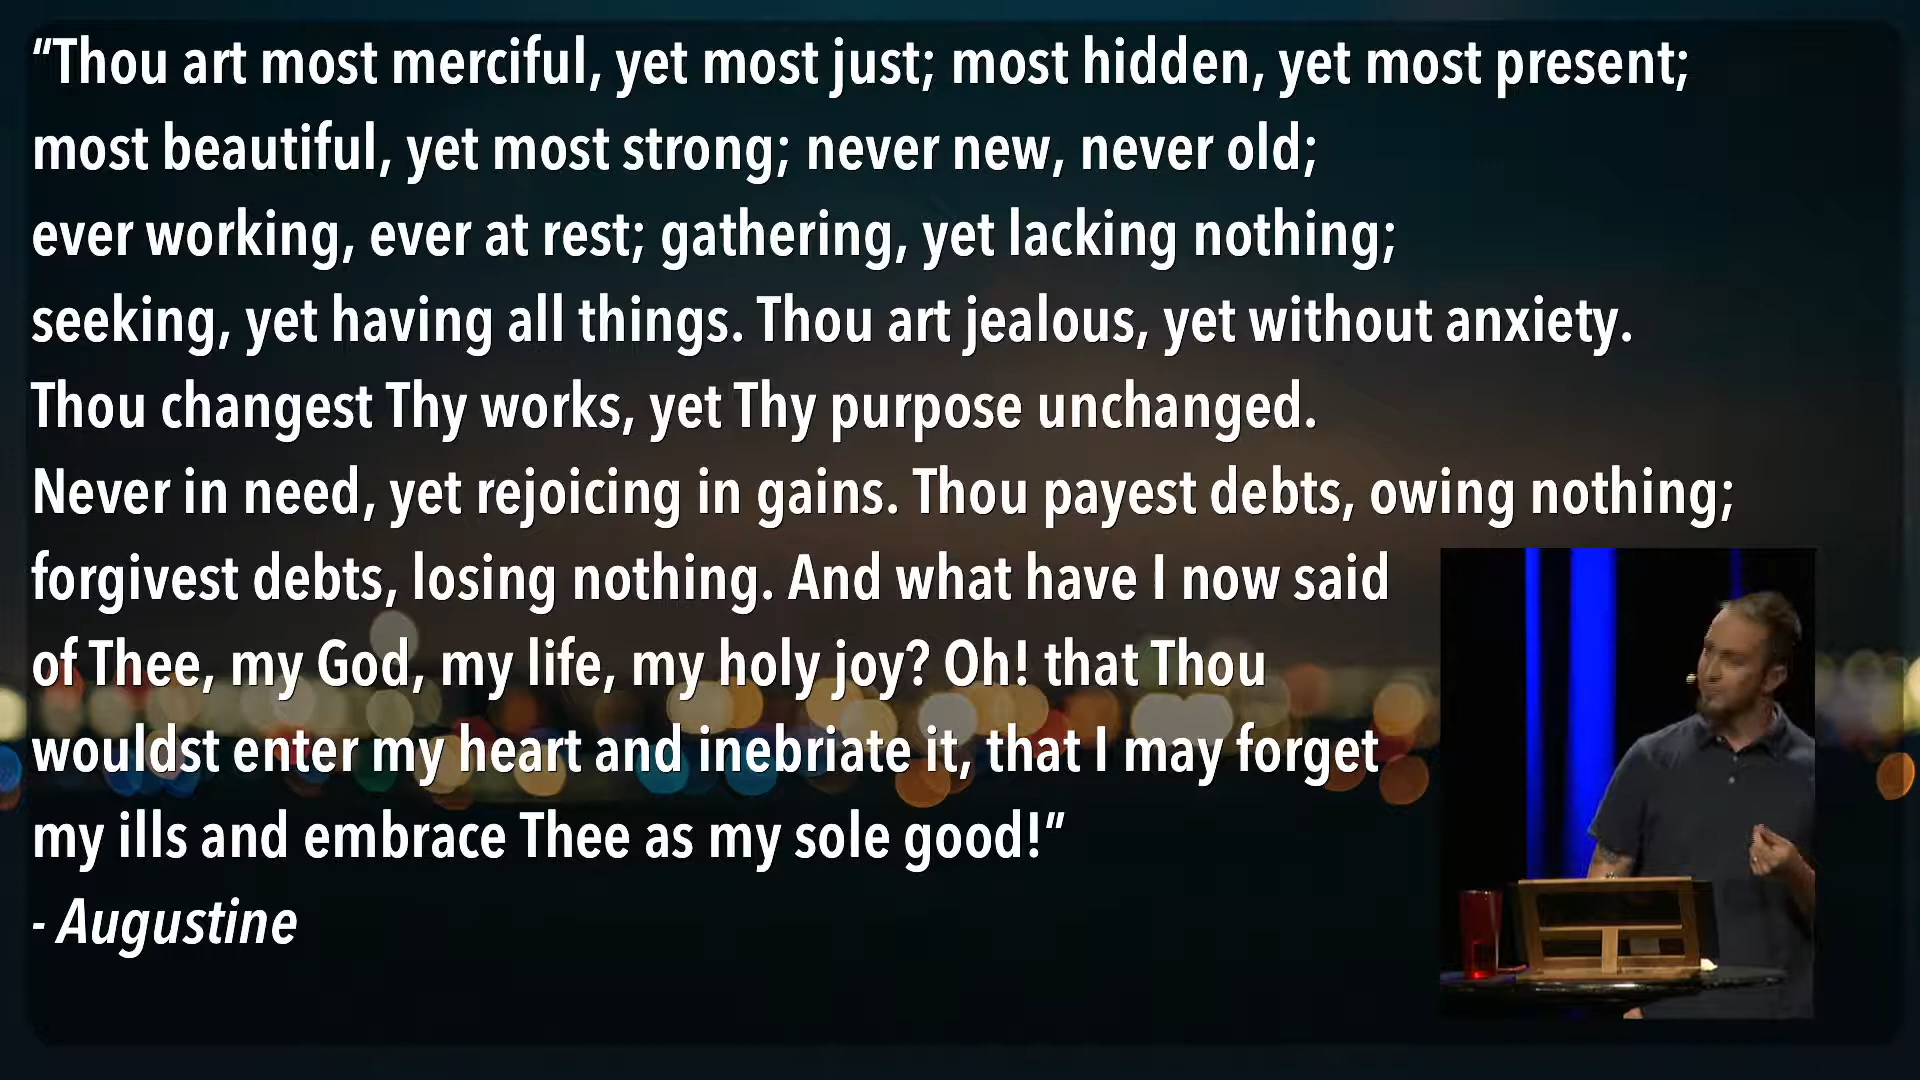 “Thou art most merciful, yet most just; most hidden, yet most present;
most beautiful, yet most strong; never new, never old;
ever working, ever at rest; gathering, yet lacking nothing;
seeking, yet having all things. Thou art jealous, yet without anxiety.
Thou changest Thy works, yet Thy purpose unchanged.
Never in need, yet rejoicing in gains. Thou payest debts, owing nothing;
forgivest debts, losing nothing. And what have I now said
of Thee, my God, my life, my holy joy? Oh! that Thou
wouldst enter my heart and inebriate it, that I may forget
my ills and embrace Thee as my sole good!”
- Augustine